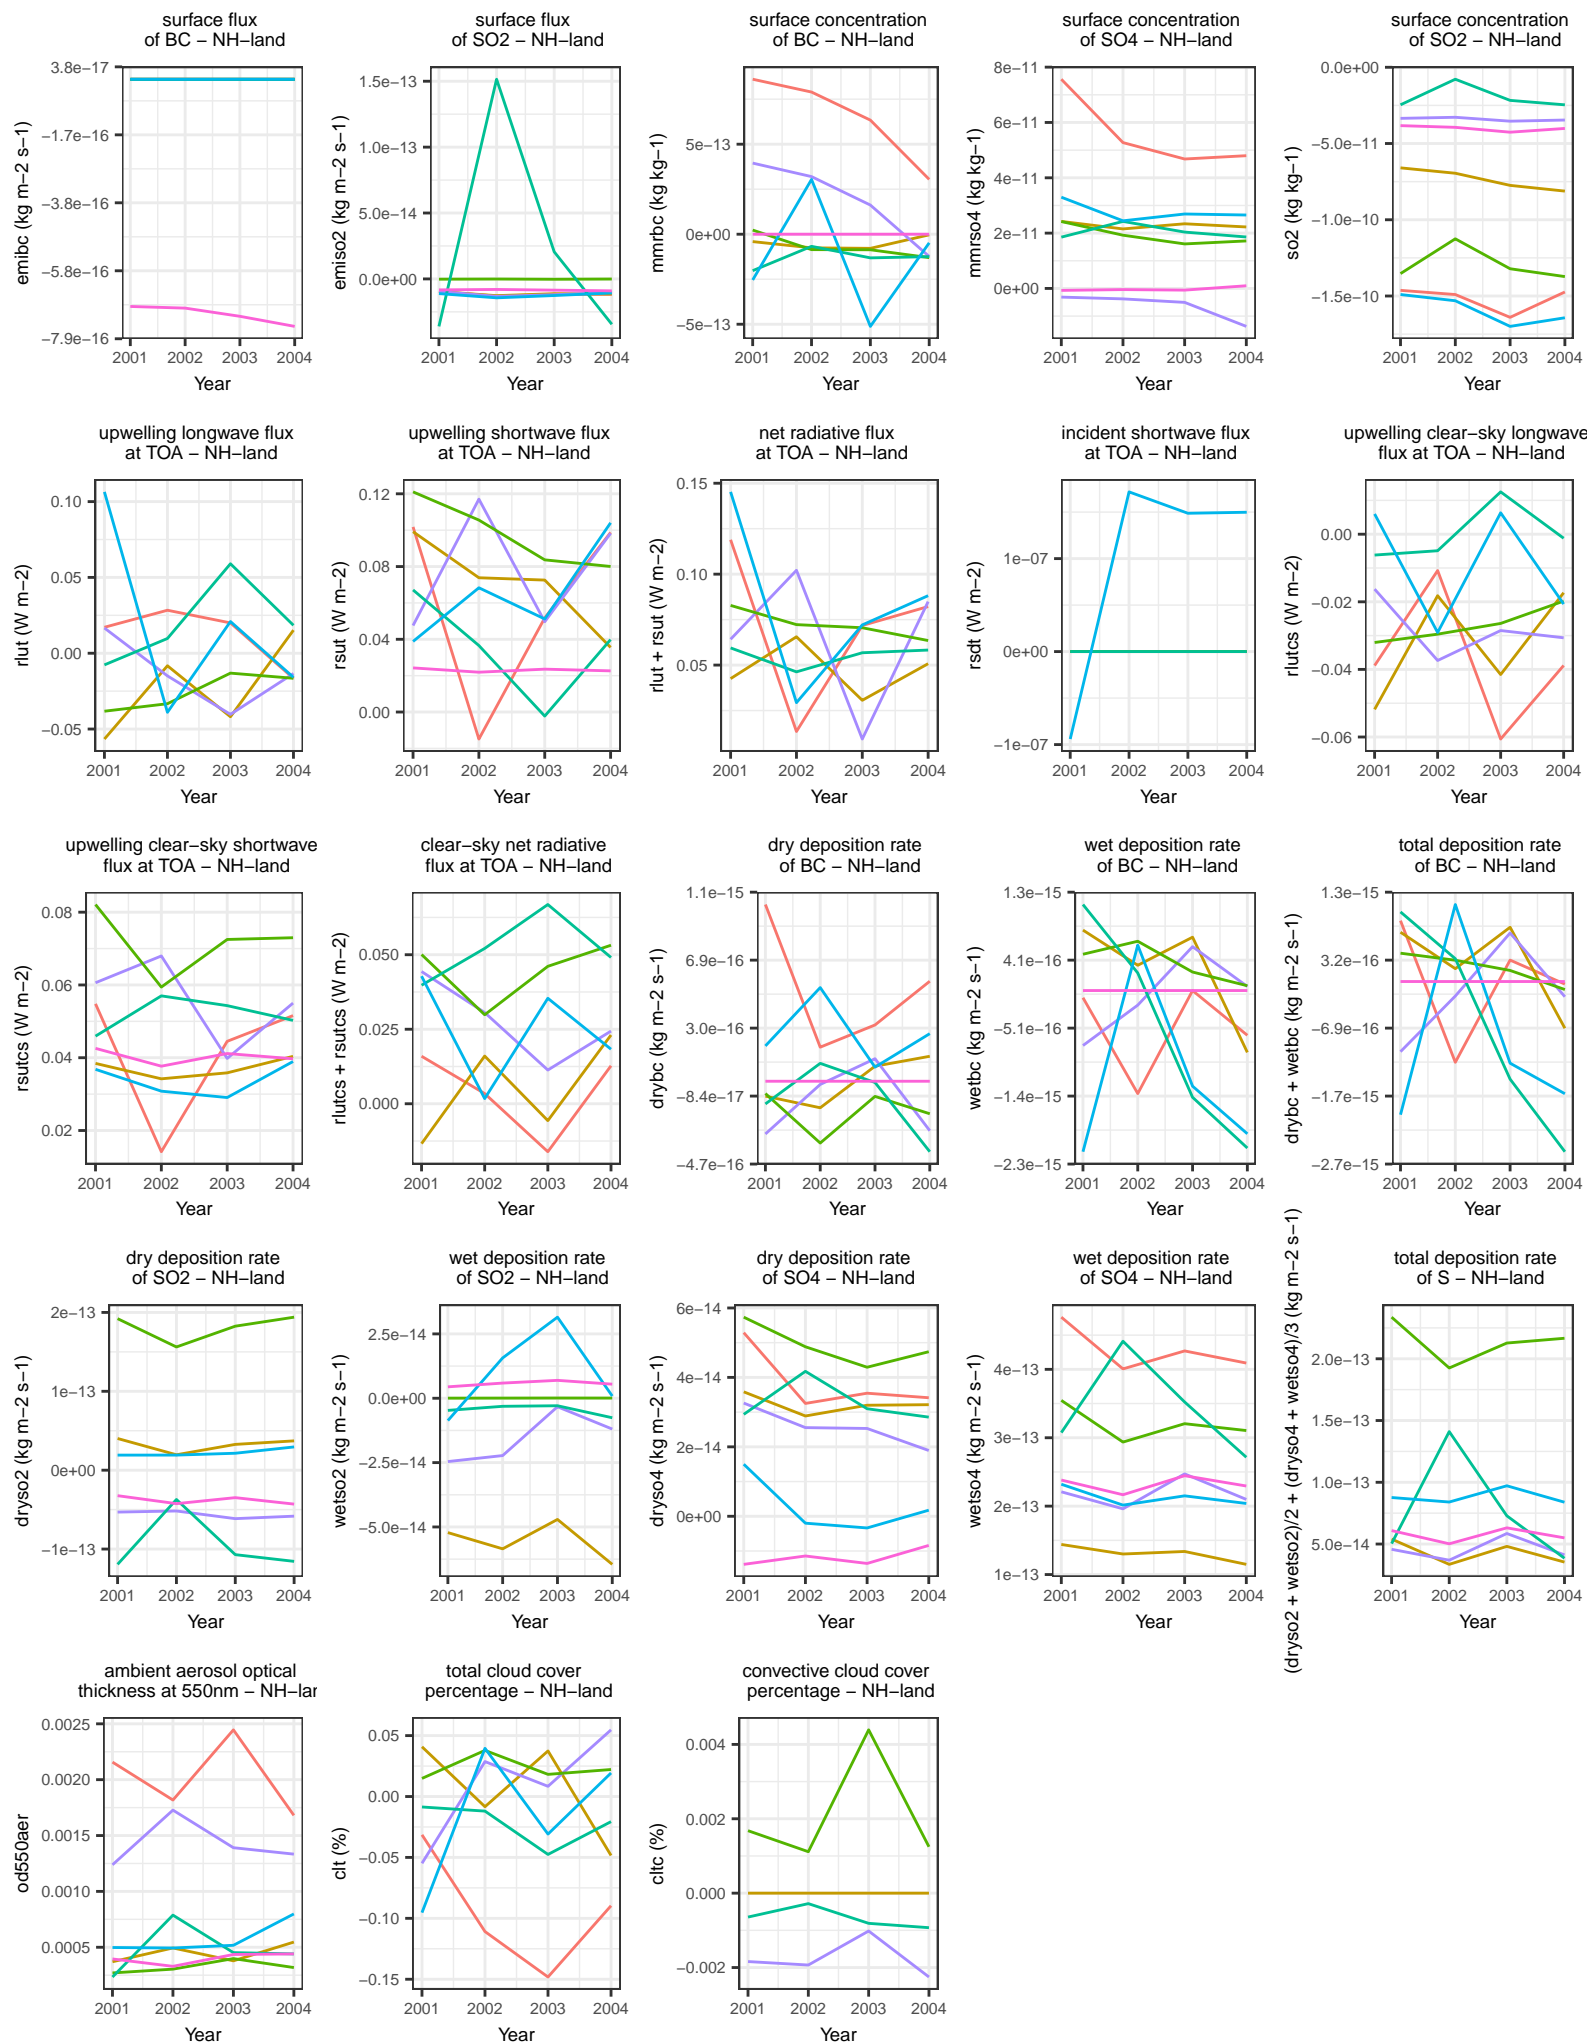 surface flux
of BC − NH−land
3.8e−17
−1.7e−16
−3.8e−16
−5.8e−16
−7.9e−16
emibc (kg m−2 s−1)
2001 2002 2003 2004
Year
surface flux
of SO2 − NH−land
1.5e−13
1.0e−13
5.0e−14
0.0e+00
emiso2 (kg m−2 s−1)
2001 2002 2003 2004
Year
surface concentration
of BC − NH−land
5e−13
0e+00
−5e−13
mmrbc (kg kg−1)
2001 2002 2003 2004
Year
surface concentration
of SO4 − NH−land
8e−11
6e−11
4e−11
2e−11
0e+00
mmrso4 (kg kg−1)
2001 2002 2003 2004
Year
surface concentration
of SO2 − NH−land
0.0e+00
−5.0e−11
−1.0e−10
−1.5e−10
so2 (kg kg−1)
2001 2002 2003 2004
Year
upwelling longwave flux
at TOA − NH−land
0.10
0.05
0.00
−0.05
rlut (W m−2)
2001 2002 2003 2004
Year
upwelling shortwave flux
at TOA − NH−land
0.12
0.08
0.04
0.00
rsut (W m−2)
2001 2002 2003 2004
Year
net radiative flux
at TOA − NH−land
0.15
0.10
0.05
rlut + rsut (W m−2)
2001 2002 2003 2004
Year
incident shortwave flux
at TOA − NH−land
1e−07
0e+00
−1e−07
rsdt (W m−2)
2001 2002 2003 2004
Year
upwelling clear−sky longwave
flux at TOA − NH−land
0.00
−0.02
−0.04
−0.06
rlutcs (W m−2)
2001 2002 2003 2004
Year
upwelling clear−sky shortwave
flux at TOA − NH−land
0.08
0.06
0.04
0.02
rsutcs (W m−2)
2001 2002 2003 2004
Year
clear−sky net radiative
flux at TOA − NH−land
0.050
0.025
0.000
rlutcs + rsutcs (W m−2)
2001 2002 2003 2004
Year
dry deposition rate
of BC − NH−land
1.1e−15
6.9e−16
3.0e−16
−8.4e−17
−4.7e−16
drybc (kg m−2 s−1)
2001 2002 2003 2004
Year
wet deposition rate
of BC − NH−land
1.3e−15
4.1e−16
−5.1e−16
−1.4e−15
−2.3e−15
wetbc (kg m−2 s−1)
2001 2002 2003 2004
Year
total deposition rate
of BC − NH−land
1.3e−15
3.2e−16
−6.9e−16
−1.7e−15
−2.7e−15
drybc + wetbc (kg m−2 s−1)
2001 2002 2003 2004
Year
dry deposition rate
of SO2 − NH−land
2e−13
1e−13
0e+00
−1e−13
dryso2 (kg m−2 s−1)
2001 2002 2003 2004
Year
wet deposition rate
of SO2 − NH−land
2.5e−14
0.0e+00
−2.5e−14
−5.0e−14
wetso2 (kg m−2 s−1)
2001 2002 2003 2004
Year
dry deposition rate
of SO4 − NH−land
6e−14
4e−14
2e−14
0e+00
dryso4 (kg m−2 s−1)
2001 2002 2003 2004
Year
wet deposition rate
of SO4 − NH−land
4e−13
3e−13
2e−13
1e−13
wetso4 (kg m−2 s−1)
2001 2002 2003 2004
Year
total deposition rate
of S − NH−land
2.0e−13
1.5e−13
1.0e−13
5.0e−14
(dryso2 + wetso2)/2 + (dryso4 + wetso4)/3 (kg m−2 s−1)
2001 2002 2003 2004
Year
ambient aerosol optical
thickness at 550nm − NH−lar
0.0025
0.0020
0.0015
0.0010
0.0005
od550aer
2001 2002 2003 2004
Year
total cloud cover
percentage − NH−land
0.05
0.00
−0.05
−0.10
−0.15
clt (%)
2001 2002 2003 2004
Year
convective cloud cover
percentage − NH−land
0.004
0.002
0.000
−0.002
cltc (%)
2001 2002 2003 2004
Year